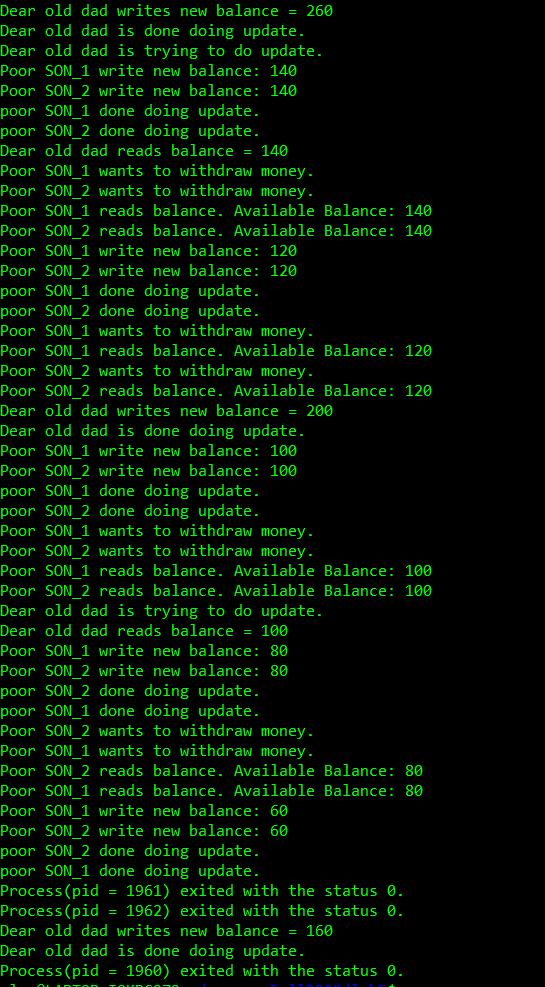 Dear old dad writes new balance = 260
Dear old dad is done doing update.
Dear old dad is trying to do update.
Poor SON_1 write new balance: 140
Poor SON_2 write new balance: 140
poor SON_1 done doing update.
poor SON_2 done doing update.
Dear old dad reads balance = 140
Poor SON_1 wants to withdraw money.
Poor SON_2 wants to withdraw money.
Poor SON_1 reads balance. Available Balance: 140
Poor SON_2 reads balance. Available Balance: 140
Poor SON_1 write new balance: 120
Poor SON_2 write new balance: 120
poor SON_1 done doing update.
poor SON_2 done doing update.
Poor SON_1 wants to withdraw money.
Poor SON_1 reads balance. Available Balance: 120
Poor SON_2 wants to withdraw money.
Poor SON_2 reads balance. Available Balance: 120
Dear old dad writes new balance = 200
Dear old dad is done doing update.
Poor SON_1 write new balance: 100
Poor SON_2 write new balance: 100
poor SON_1 done doing update.
poor SON_2 done doing update.
Poor SON_1 wants to withdraw money.
Poor SON_2 wants to withdraw money.
Poor SON_1 reads balance. Available Balance: 100
Poor SON_2 reads balance. Available Balance: 100
Dear old dad is trying to do update.
Dear old dad reads balance = 100
Poor SON_1 write new balance: 80
Poor SON_2 write new balance: 80
poor SON_2 done doing update.
poor SON_1 done doing update.
Poor SON_2 wants to withdraw money.
Poor SON_1 wants to withdraw money.
Poor SON_2 reads balance. Available Balance: 80
Poor SON_1 reads balance. Available Balance: 80
Poor SON_1 write new balance: 60
Poor SON_2 write new balance: 60
poor SON_2 done doing update.
poor SON_1 done doing update.
Process(pid = 1961) exited with the status 0.
Process(pid = 1962) exited with the status 0.
Dear old dad writes new balance = 160
Dear old dad is done doing update.
Process(pid = 1960) exited with the status 0.